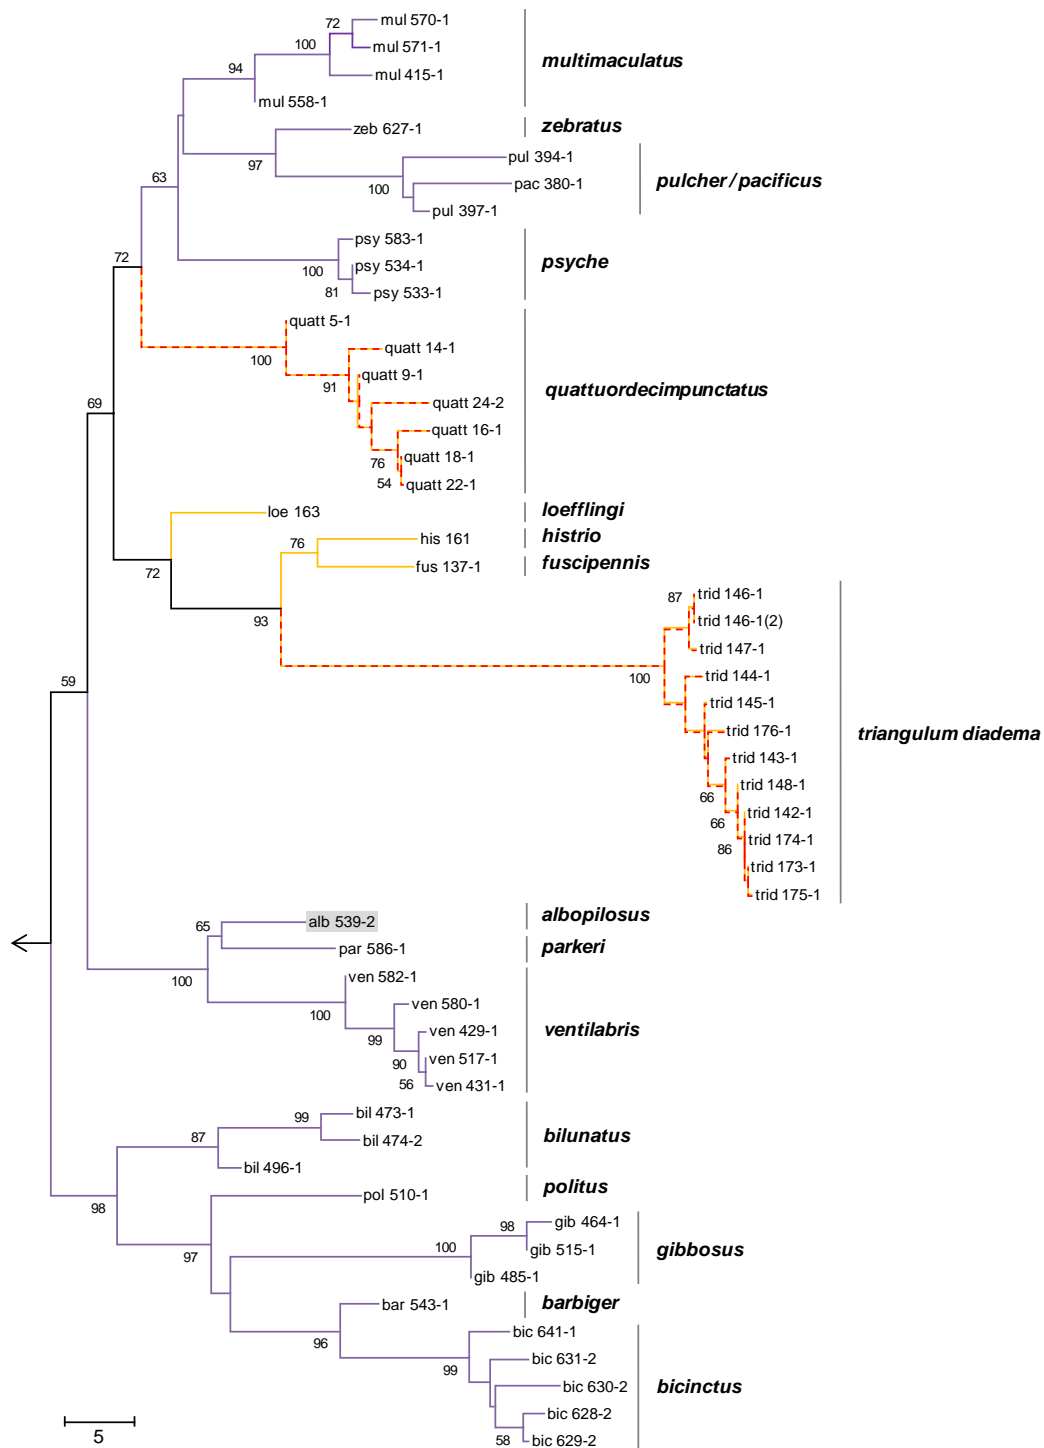 72
mul 570-1
100
mul 571-1
94
mul 415-1
mul 558-1
multimaculatus
zeb 627-1
97
zebratus
pul 394-1
100
pac 380-1
pul 397-1
pulcher / pacificus
63
psy 583-1
100
psy 534-1
81
psy 533-1
psyche
72
quatt 5-1
100
quatt 14-1
91
quatt 9-1
quatt 24-2
quatt 16-1
76
quatt 18-1
54
quatt 22-1
quattuordecimpunctatus
69
loe 163
loefflingi
72
76
his 161
histrio
fus 137-1
fuscipennis
93
87
trid 146-1
trid 146-1(2)
trid 147-1
100
trid 144-1
trid 145-1
trid 176-1
trid 143-1
66
trid 148-1
66
trid 142-1
86
trid 174-1
trid 173-1
trid 175-1
triangulum diadema
59
65
alb 539-2
albopilosus
par 586-1
parkeri
100
ven 582-1
100
ven 580-1
99
ven 429-1
90
ven 517-1
56
ven 431-1
ventilabris
99
bil 473-1
87
bil 474-2
bil 496-1
bilunatus
98
pol 510-1
politus
97
98
gib 464-1
100
gib 515-1
gib 485-1
gibbosus
bar 543-1
barbiger
96
bic 641-1
99
bic 631-2
bic 630-2
bic 628-2
58
bic 629-2
bicinctus
5